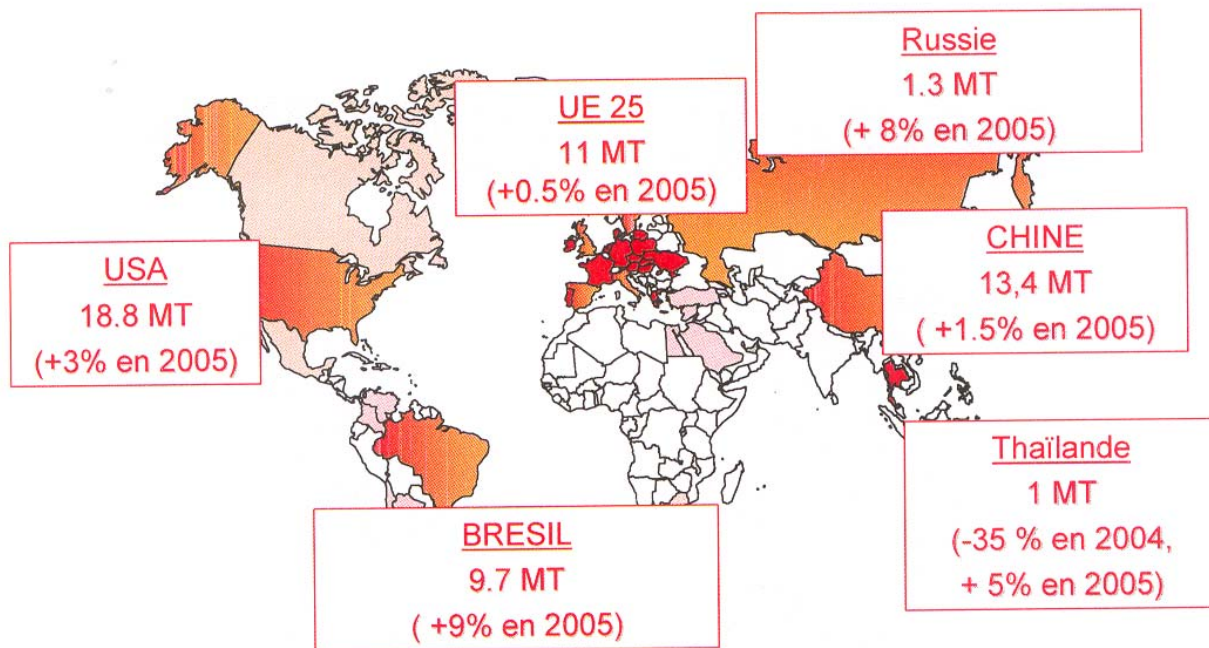 Russie
1.3 MT
(+ 8% en 2005)
UE 25
11 MT
(+0.5% en 2005)
USA
18.8 MT
(+3% en 2005)
CHINE
13,4 MT
( +1.5% en 2005)
BRESIL
9.7 MT
( +9% en 2005)
Thaïlande
1 MT
(-35 % en 2004,
+ 5% en 2005)